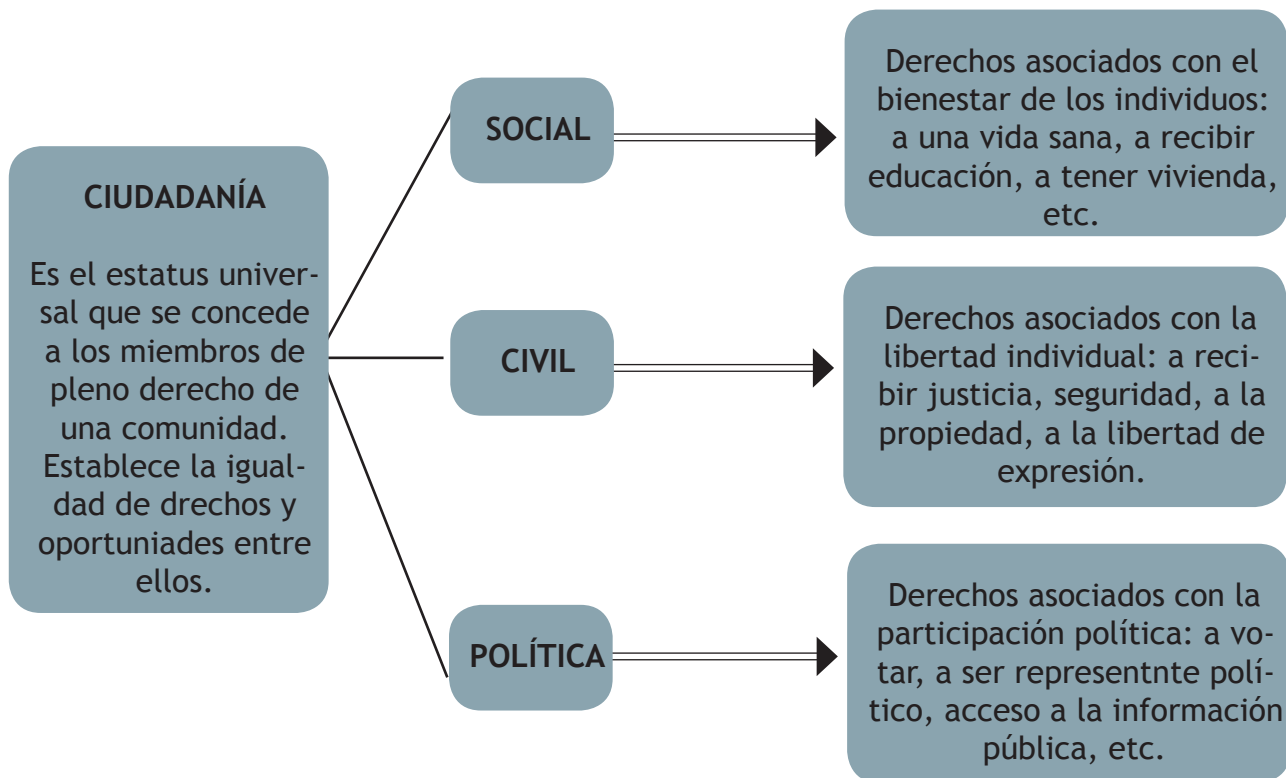 CIUDADANÍA
Es el estatus univer-
sal que se concede
a los miembros de
pleno derecho de
una comunidad.
Establece la igual-
dad de drechos y
oportuniades entre
ellos.
SOCIAL
Derechos asociados con el
bienestar de los individuos:
a una vida sana, a recibir
educación, a tener vivienda,
etc.
CIVIL
Derechos asociados con la
libertad individual: a reci-
bir justicia, seguridad, a la
propiedad, a la libertad de
expresión.
POLÍTICA
Derechos asociados con la
participación política: a vo-
tar, a ser representnte polí-
tico, acceso a la información
pública, etc.